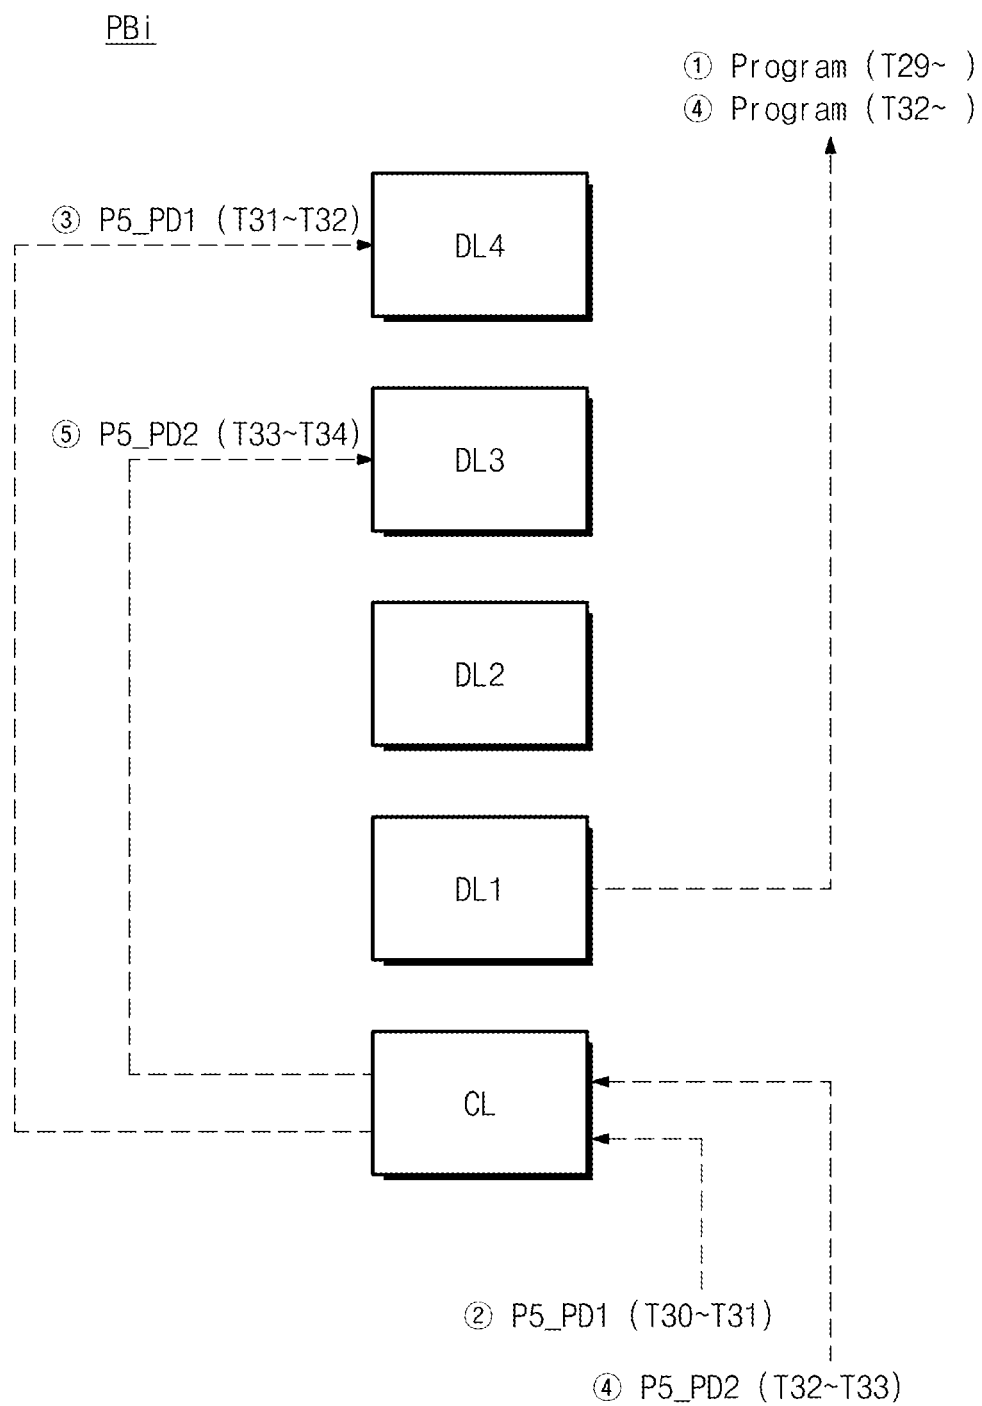 PBi
① Program (T29~ )
④ Program (T32~ )
③ P5_PD1 (T31~T32)
DL4
⑤ P5_PD2 (T33~T34)
DL3
DL2
DL1
CL
② P5_PD1 (T30~T31)
④ P5_PD2 (T32~T33)